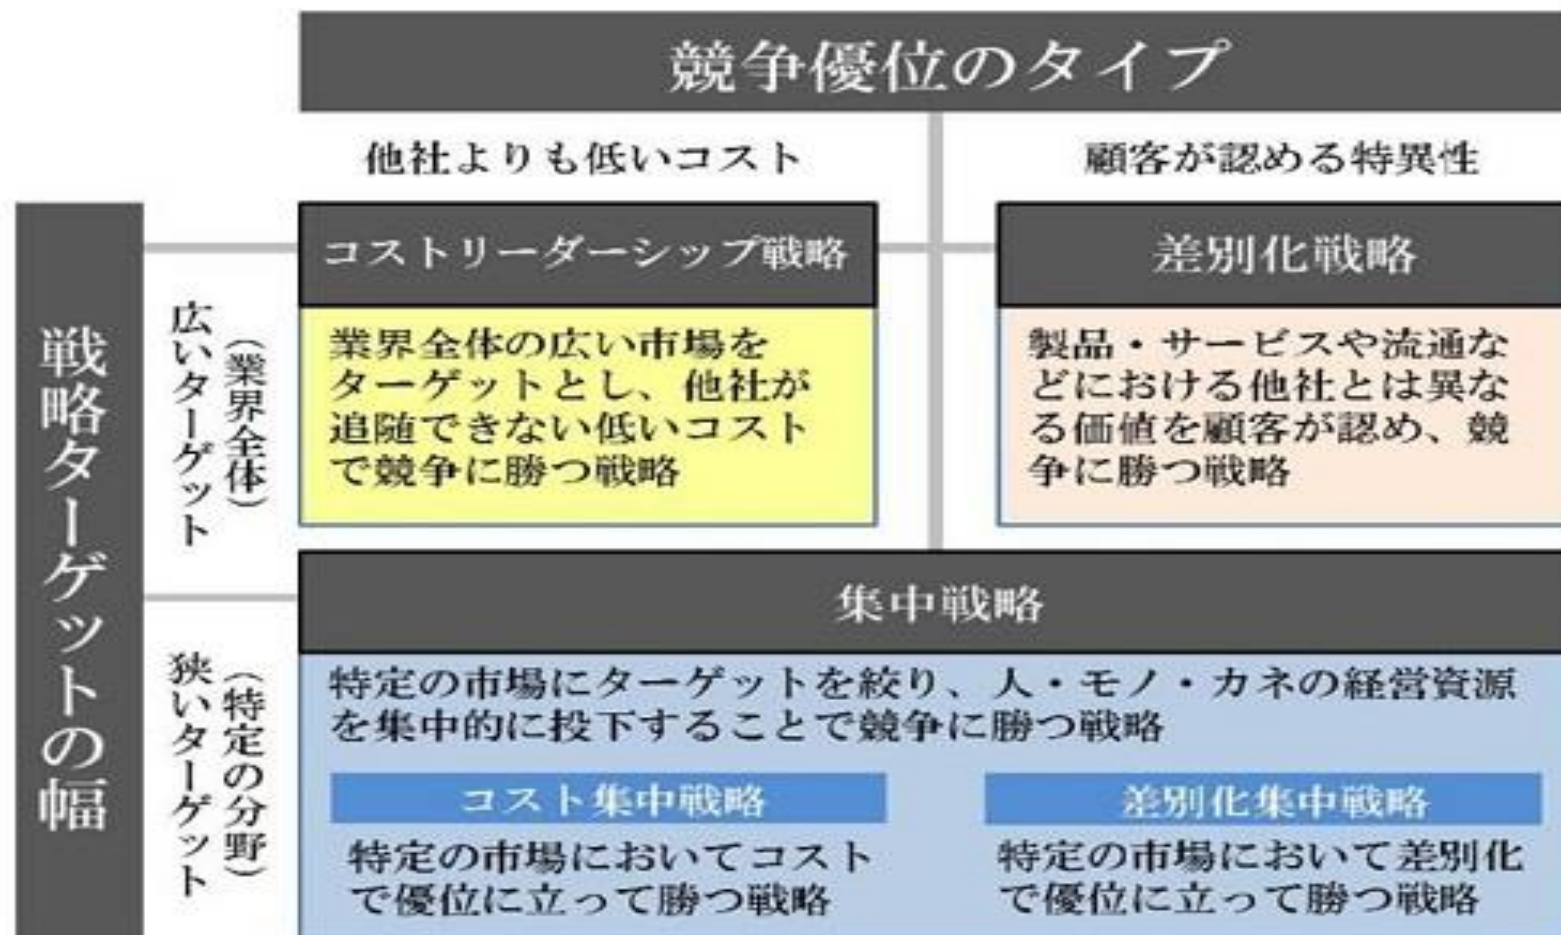 競争優位のタイプ
他社よりも低いコスト
顧客が認める特異性
戦略ターゲットの幅
広いターゲット
（業界全体）
コストリーダーシップ戦略
業界全体の広い市場を
ターゲットとし、他社が
追随できない低いコスト
で競争に勝つ戦略
差別化戦略
製品・サービスや流通な
どにおける他社とは異な
る価値を顧客が認め、競
争に勝つ戦略
狭いターゲット
（特定の分野）
集中戦略
特定の市場にターゲットを絞り、人・モノ・カネの経営資源
を集中的に投下することで競争に勝つ戦略
コスト集中戦略
特定の市場においてコスト
で優位に立って勝つ戦略
差別化集中戦略
特定の市場において差別化
で優位に立って勝つ戦略